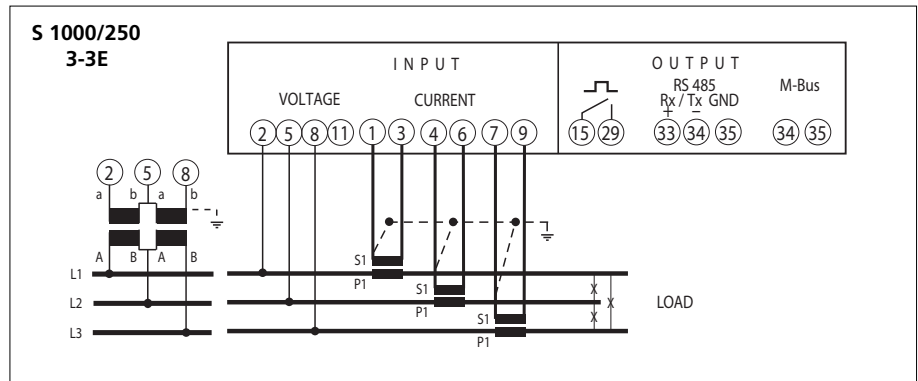 S 1000/250
3-3E
INPUT
OUTPUT
VOLTAGE
CURRENT
RS 485
Rx / Tx GND
+ −
M-Bus
2 5 8 11 1 3 4 6 7 9
15 29 33 34 35 34 35
2 5 8
a b a b
A B A B
S1
P1
S1
P1
S1
P1
L1
L2
L3
X
X X
LOAD